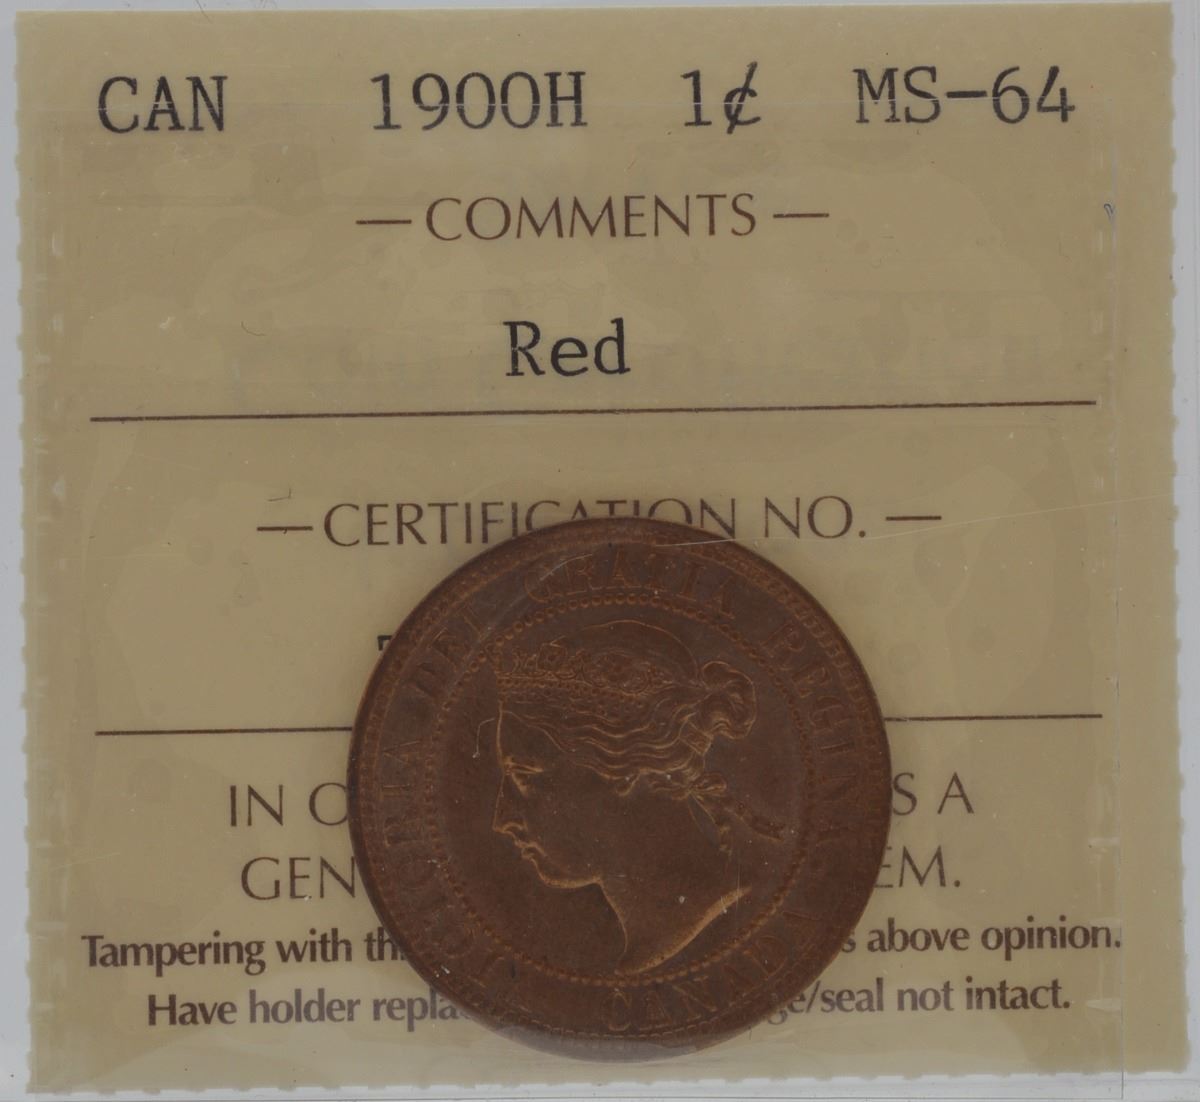 CAN 1900H 1¢ MS-64
— COMMENTS —
Red
— CERTIFICATION NO. —
IN O S A
GEN EM.
Tampering with th s above opinion.
Have holder repla ge/seal not intact.
VICTORIA DEI GRATIA REGINA.
CANADA